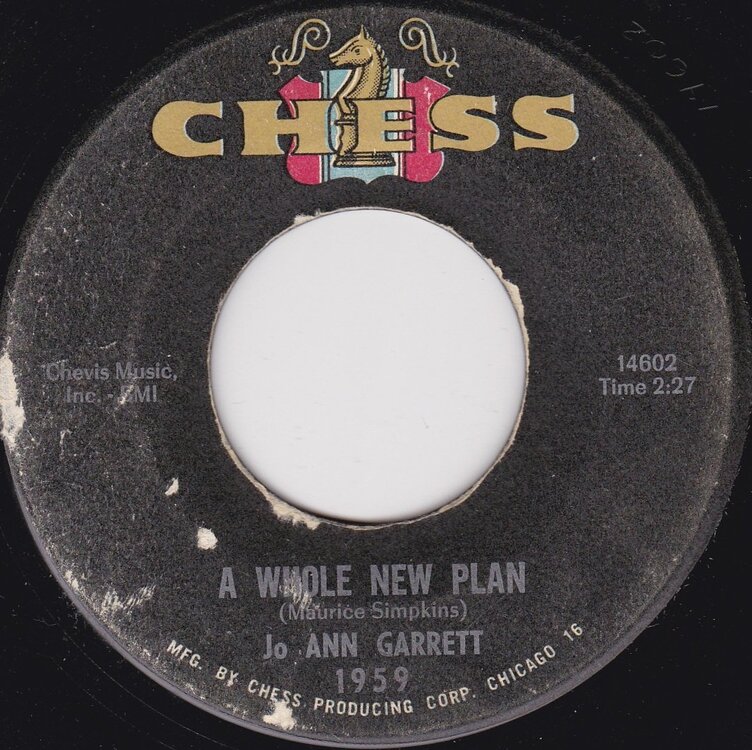 CHESS
Chevis Music,
Inc. - BMI
14602
Time 2:27
A WHOLE NEW PLAN
(Maurice Simpkins)
Jo ANN GARRETT
1959
MFG. BY CHESS PRODUCING CORP. CHICAGO 16
14602